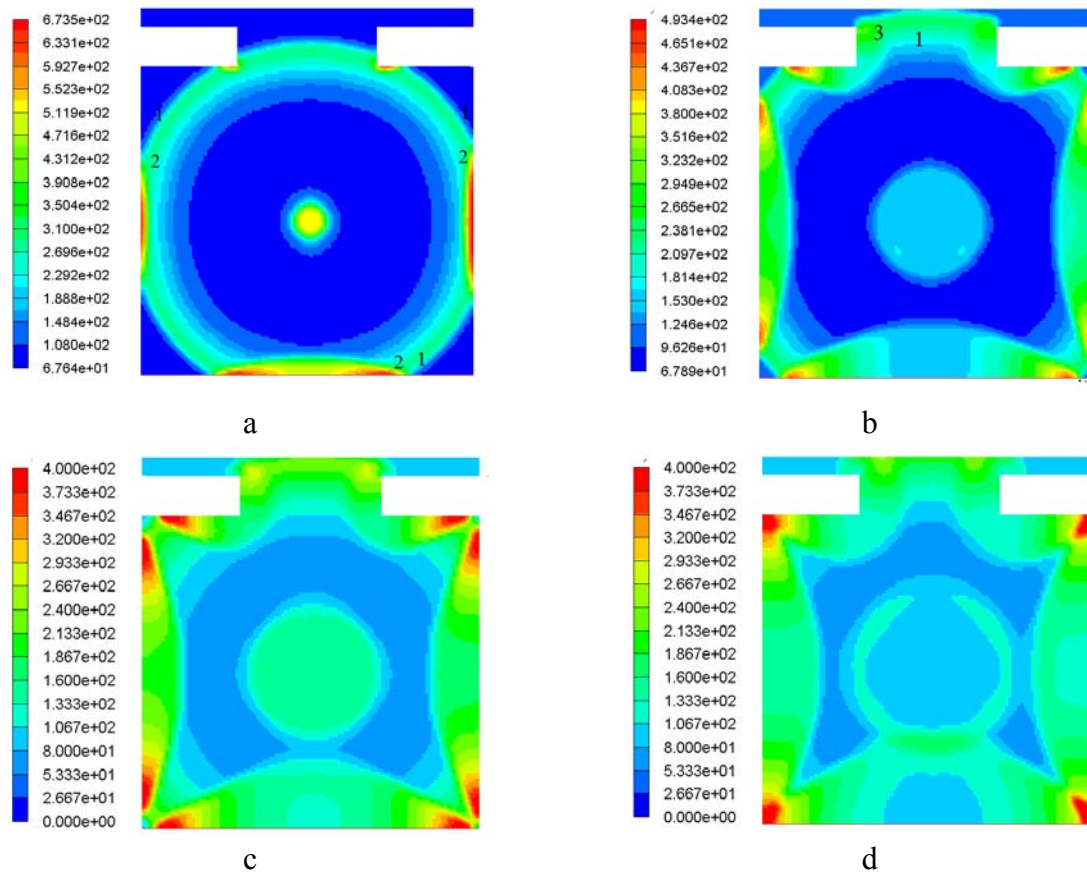 6.735e+02
6.331e+02
5.927e+02
5.523e+02
5.119e+02
4.716e+02
4.312e+02
3.908e+02
3.504e+02
3.100e+02
2.696e+02
2.292e+02
1.888e+02
1.484e+02
1.080e+02
6.764e+01
1
1
2
2
2
1
a
4.934e+02
4.651e+02
4.367e+02
4.083e+02
3.800e+02
3.516e+02
3.232e+02
2.949e+02
2.665e+02
2.381e+02
2.097e+02
1.814e+02
1.530e+02
1.246e+02
9.626e+01
6.789e+01
3
1
b
4.000e+02
3.733e+02
3.467e+02
3.200e+02
2.933e+02
2.667e+02
2.400e+02
2.133e+02
1.867e+02
1.600e+02
1.333e+02
1.067e+02
8.000e+01
5.333e+01
2.667e+01
0.000e+00
c
4.000e+02
3.733e+02
3.467e+02
3.200e+02
2.933e+02
2.667e+02
2.400e+02
2.133e+02
1.867e+02
1.600e+02
1.333e+02
1.067e+02
8.000e+01
5.333e+01
2.667e+01
0.000e+00
d